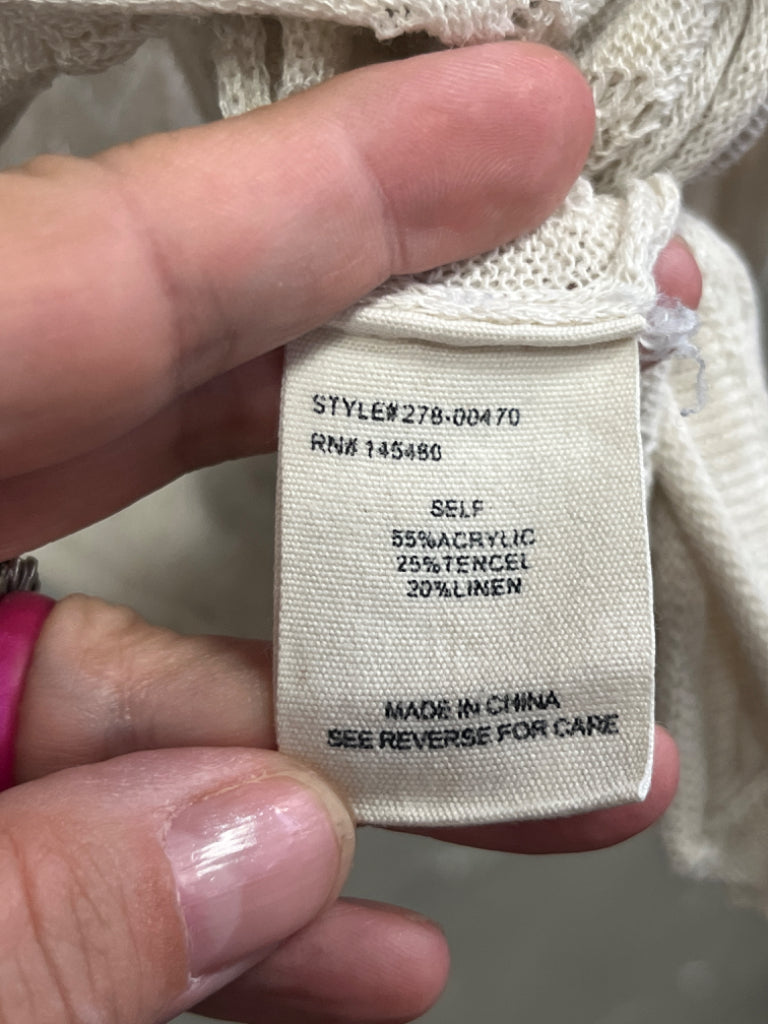 STYLE# 278-00470
RN# 145480
SELF
55%ACRYLIC
25%TENCEL
20%LINEN
MADE IN CHINA
SEE REVERSE FOR CARE